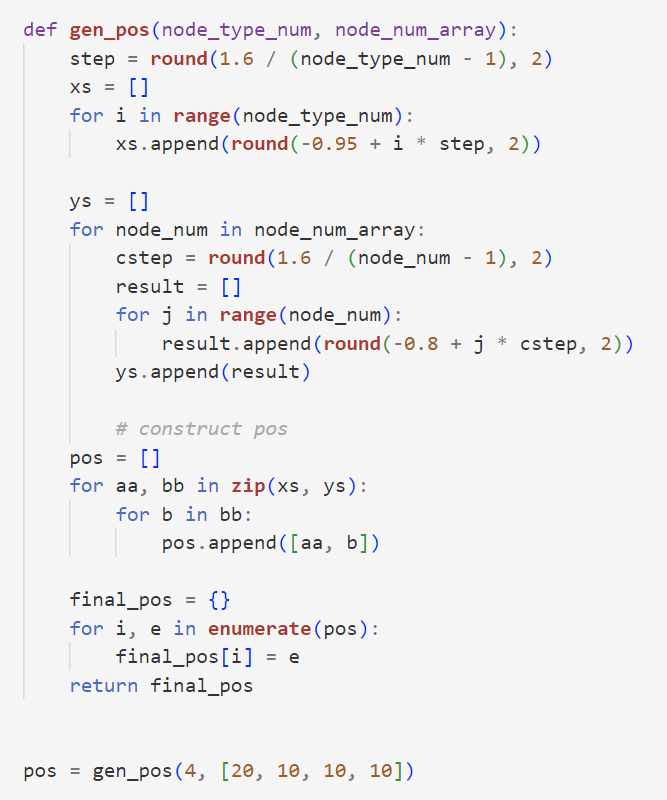 def gen_pos(node_type_num, node_num_array):
    step = round(1.6 / (node_type_num - 1), 2)
    xs = []
    for i in range(node_type_num):
        xs.append(round(-0.95 + i * step, 2))

    ys = []
    for node_num in node_num_array:
        cstep = round(1.6 / (node_num - 1), 2)
        result = []
        for j in range(node_num):
            result.append(round(-0.8 + j * cstep, 2))
        ys.append(result)

        # construct pos
    pos = []
    for aa, bb in zip(xs, ys):
        for b in bb:
            pos.append([aa, b])

    final_pos = {}
    for i, e in enumerate(pos):
        final_pos[i] = e
    return final_pos


pos = gen_pos(4, [20, 10, 10, 10])